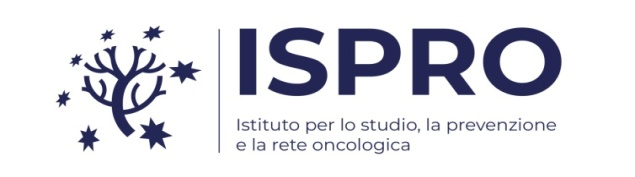 ISPRO
Istituto per lo studio, la prevenzione
e la rete oncologica